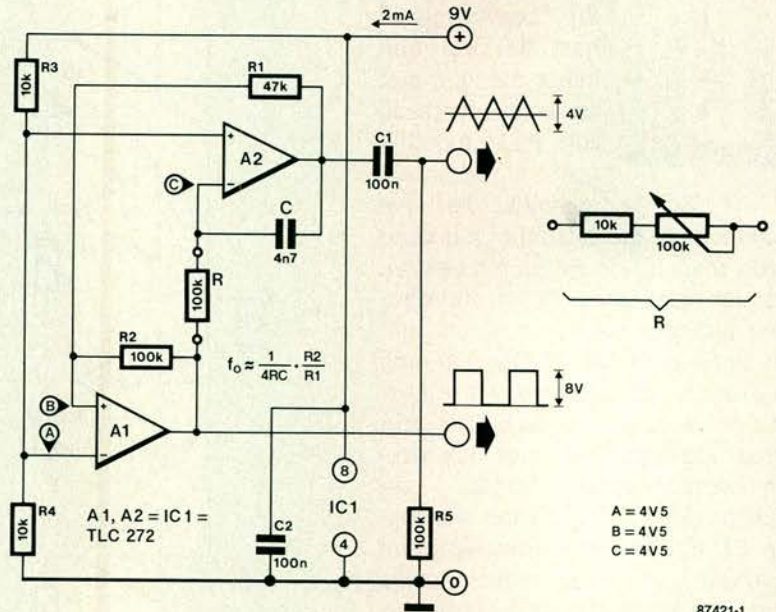 2mA
9V
+
R3
10k
R1
47k
+
A2
−
C
C
4n7
C1
100n
4V
10k
100k
R
R
100k
R2
100k
fo ≈ 1/4RC · R2/R1
B
A
+
A1
−
8V
R4
10k
A1, A2 = IC1 =
TLC 272
C2
100n
8
IC1
4
R5
100k
0
A = 4V5
B = 4V5
C = 4V5
87421-1